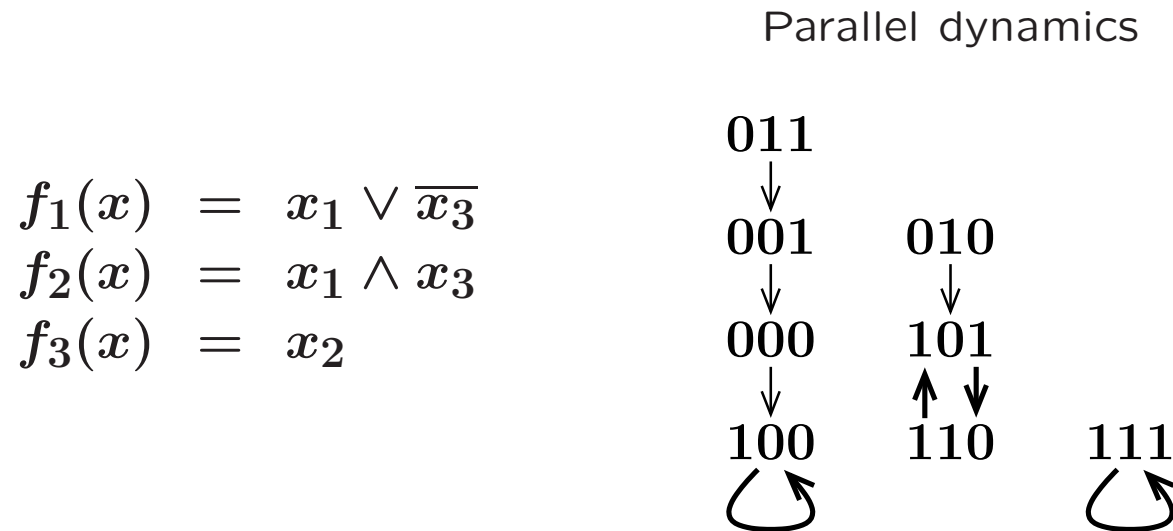 Parallel dynamics
011
f₁(x) = x₁ ∨ x̅₃
001 010
f₂(x) = x₁ ∧ x₃
f₃(x) = x₂
000 101
100 110 111